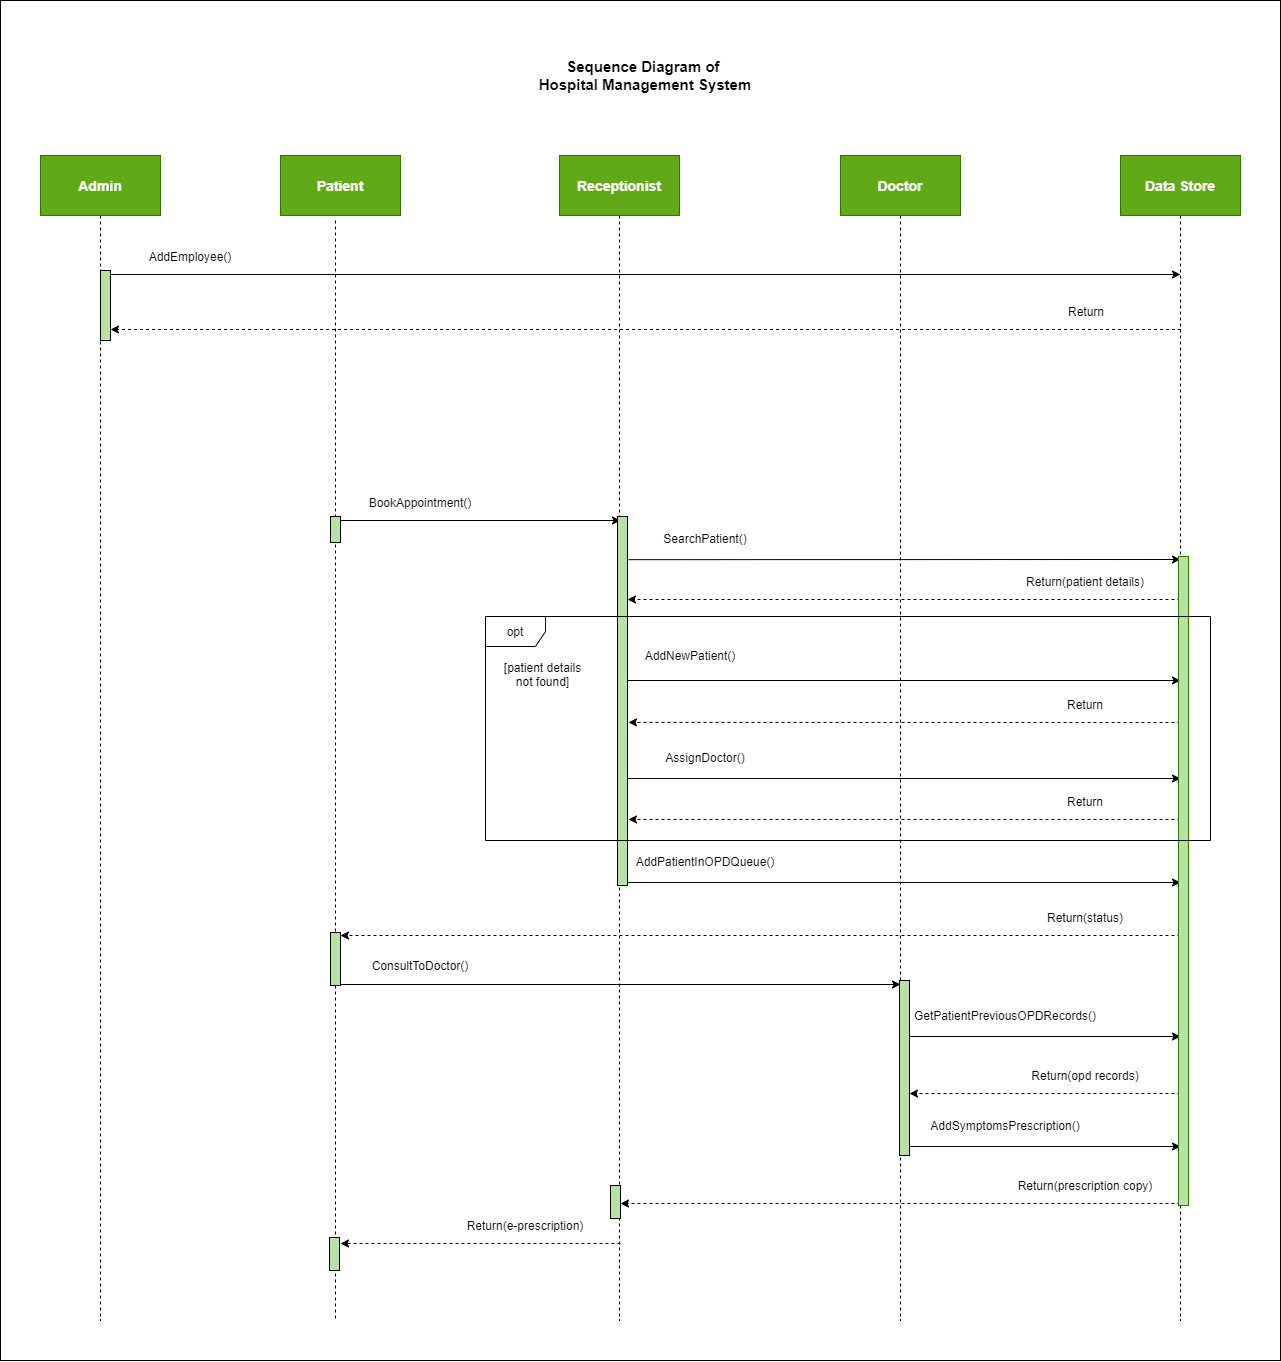 Sequence Diagram of
Hospital Management System
Admin
Patient
Receptionist
Doctor
Data Store
AddEmployee()
Return
BookAppointment()
SearchPatient()
Return(patient details)
opt
[patient details
not found]
AddNewPatient()
Return
AssignDoctor()
Return
AddPatientInOPDQueue()
Return(status)
ConsultToDoctor()
GetPatientPreviousOPDRecords()
Return(opd records)
AddSymptomsPrescription()
Return(prescription copy)
Return(e-prescription)